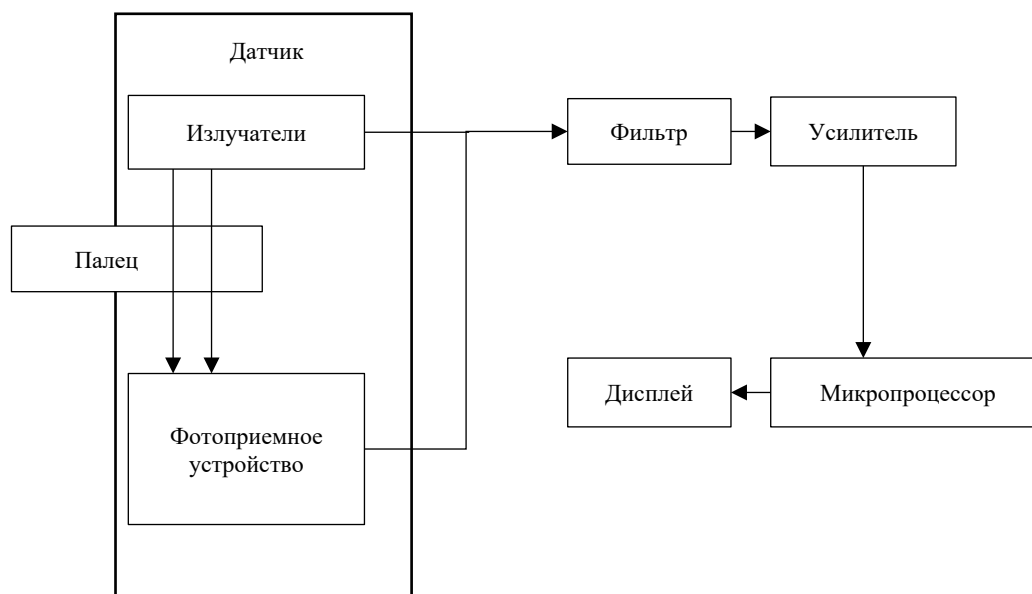 Датчик
Излучатели
Фильтр
Усилитель
Палец
Дисплей
Микропроцессор
Фотоприемное
устройство